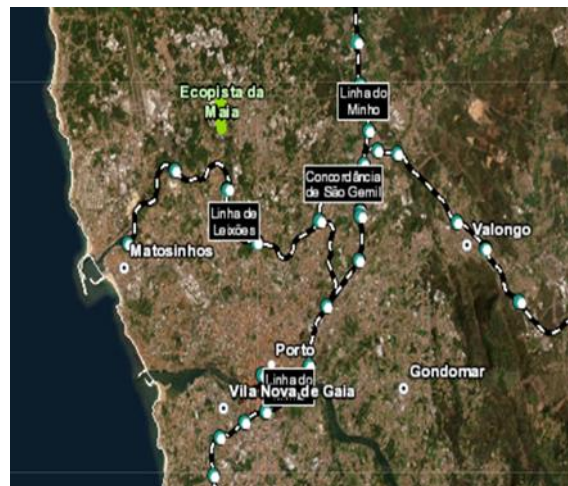 Ecopista da
Maia
Linha do
Minho
Concordância
de São Gemil
Linha de
Leixões
Valongo
Matosinhos
Porto
Gondomar
Linha do
Vila Nova de Gaia